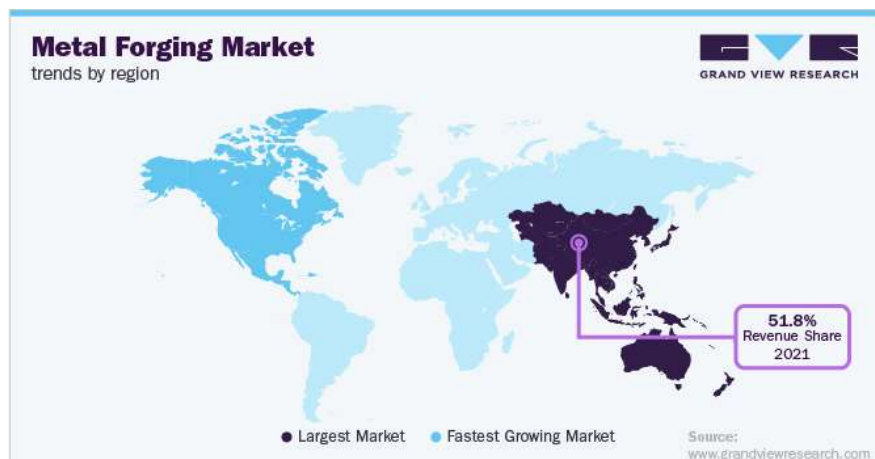 Metal Forging Market
trends by region
GRAND VIEW RESEARCH
51.8%
Revenue Share
2021
Largest Market
Fastest Growing Market
Source:
www.grandviewresearch.com